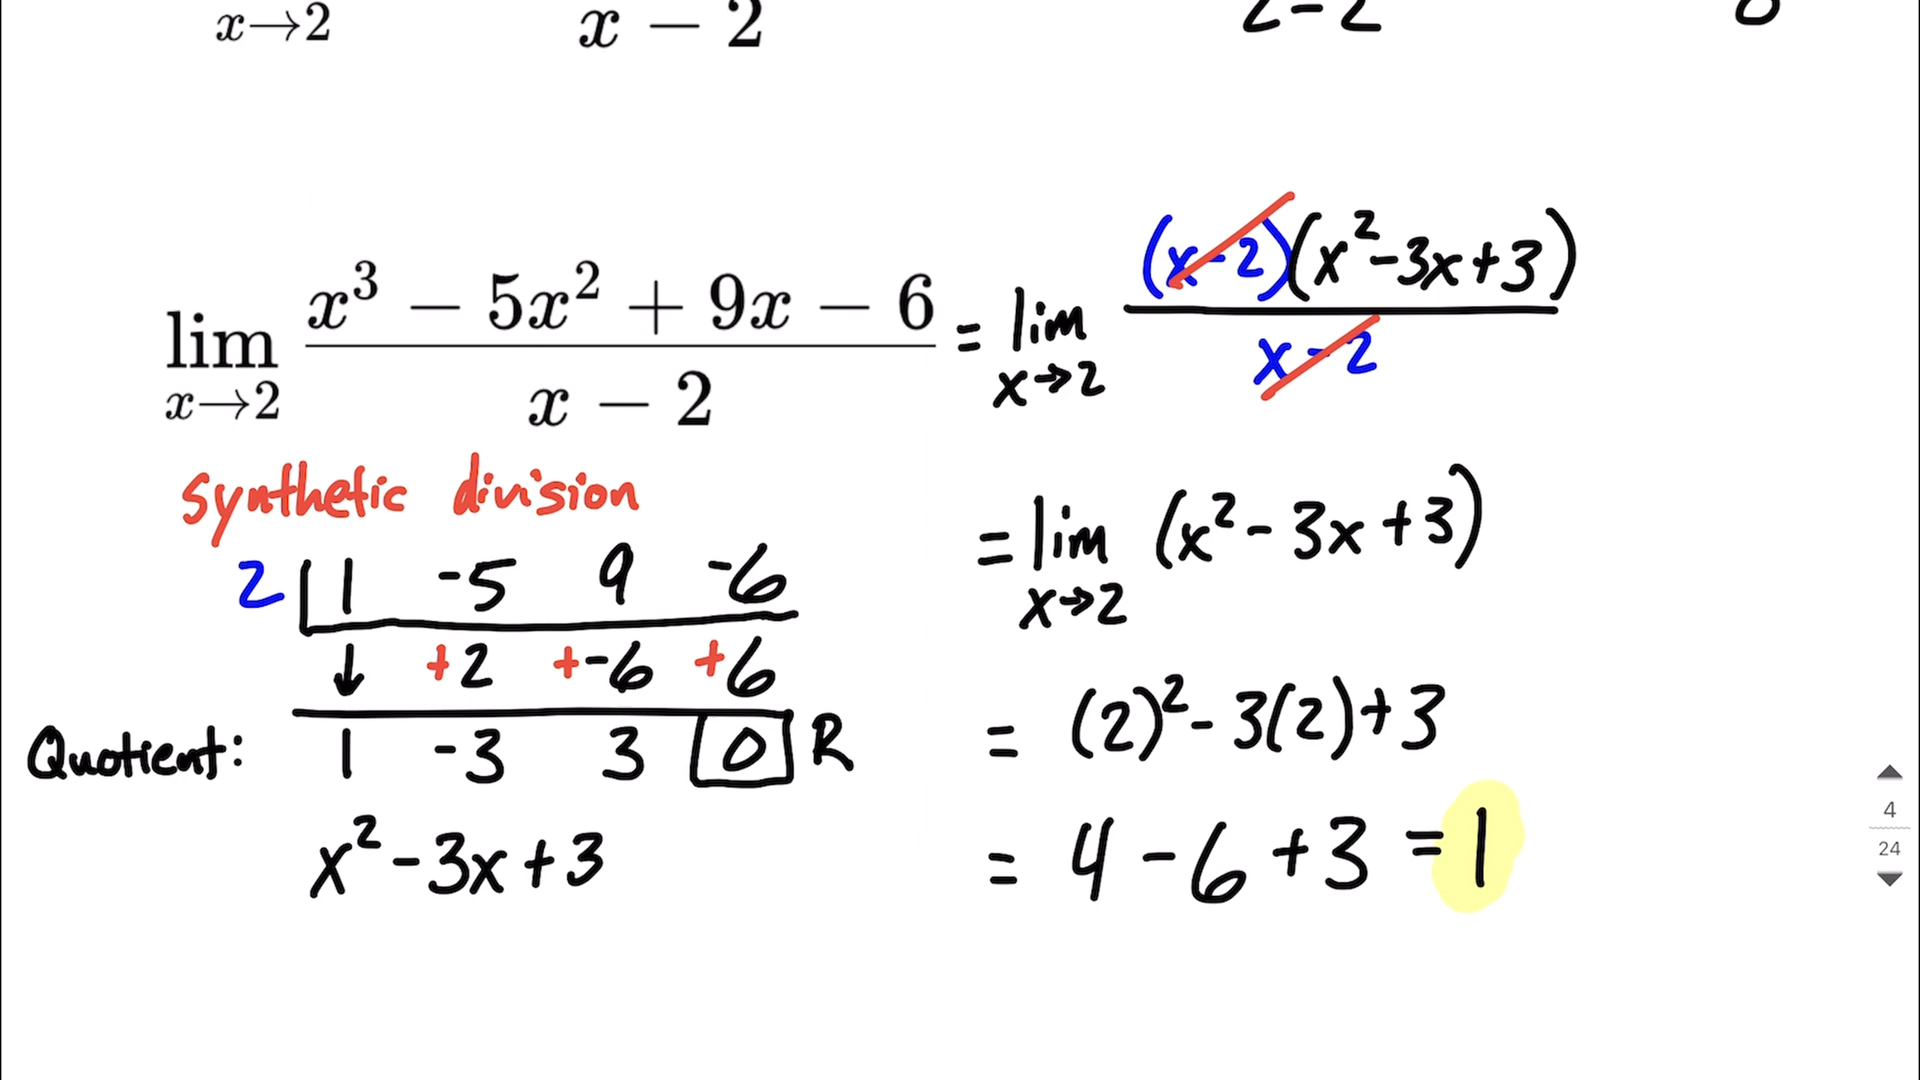 x→2 x − 2 2-2 0
lim x→2 (x³ − 5x² + 9x − 6)/(x − 2) = lim x→2 (x-2)(x²-3x+3)/(x-2)
Synthetic division
= lim x→2 (x²-3x+3)
2 1 -5 9 -6
↓ +2 +-6 +6
= (2)²-3(2)+3
Quotient: 1 -3 3 0 R
= 4-6+3 = 1
x²-3x+3
4
24